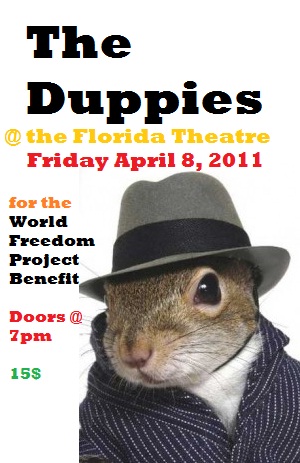 The
Duppies
@ the Florida Theatre
Friday April 8, 2011
for the
World
Freedom
Project
Benefit
Doors @
7pm
15$